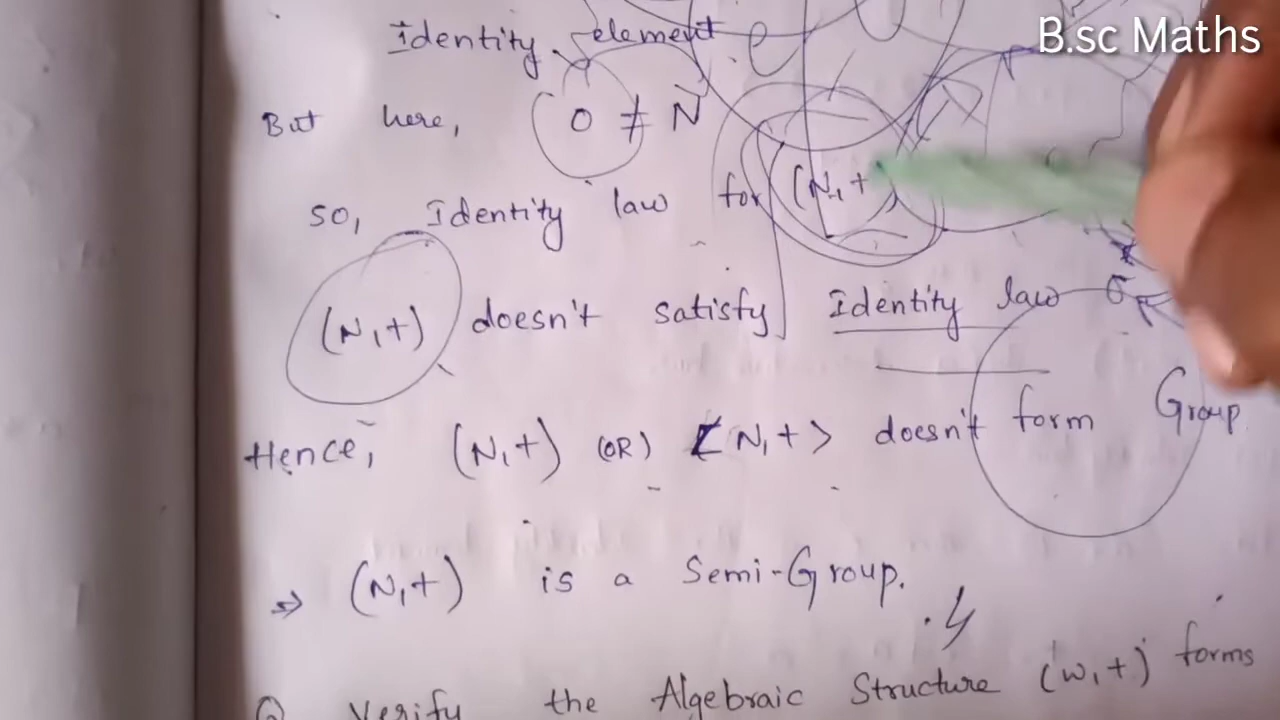 B.sc Maths
Identity element e
But here, 0 ≠ N
so, Identity law for (N,+)
(N,+) doesn't satisfy Identity law
Hence, (N,+) (OR) < N,+ > doesn't form Group
⇒ (N,+) is a Semi-Group.
Q Verify the Algebraic Structure (W,+) forms